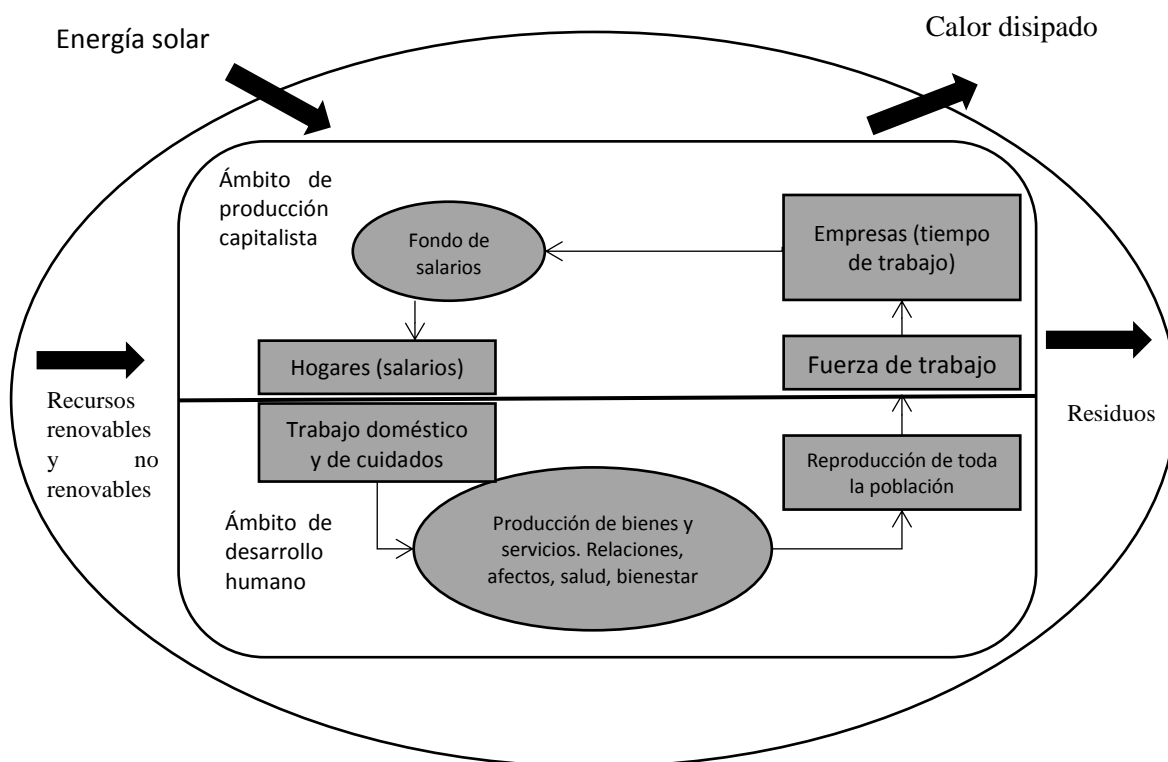 Energía solar
Calor disipado
Ámbito de
producción
capitalista
Fondo de
salarios
Empresas (tiempo
de trabajo)
Hogares (salarios)
Fuerza de trabajo
Recursos
renovables
y no
renovables
Residuos
Trabajo doméstico
y de cuidados
Reproducción de toda
la población
Ámbito de
desarrollo
humano
Producción de bienes y
servicios. Relaciones,
afectos, salud, bienestar